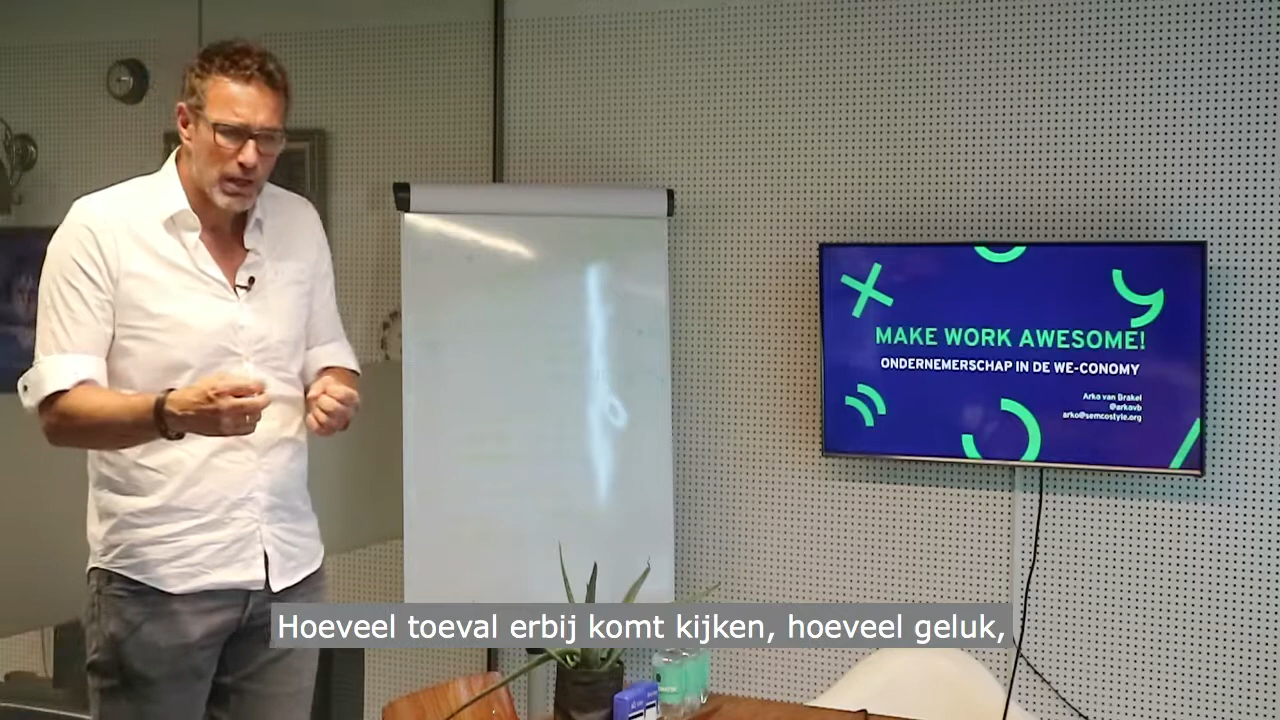 MAKE WORK AWESOME!
ONDERNEMERSCHAP IN DE WE-CONOMY
Arko van Brakel
@arkovb
arko@semcostyle.org
Hoeveel toeval erbij komt kijken, hoeveel geluk,